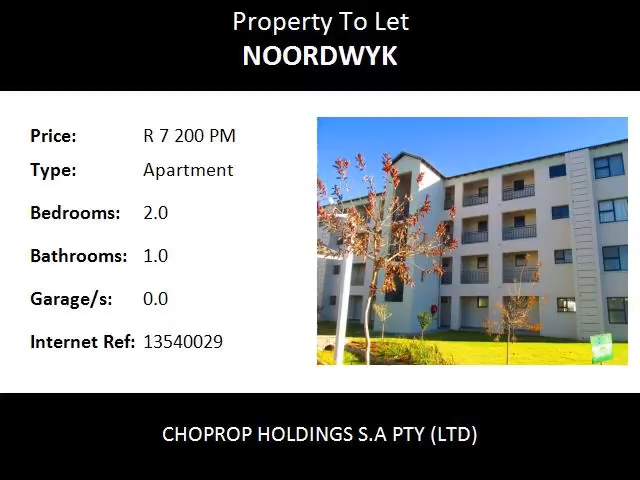 Property To Let
NOORDWYK
Price: R 7 200 PM
Type: Apartment
Bedrooms: 2.0
Bathrooms: 1.0
Garage/s: 0.0
Internet Ref: 13540029
CHOPROP HOLDINGS S.A PTY (LTD)